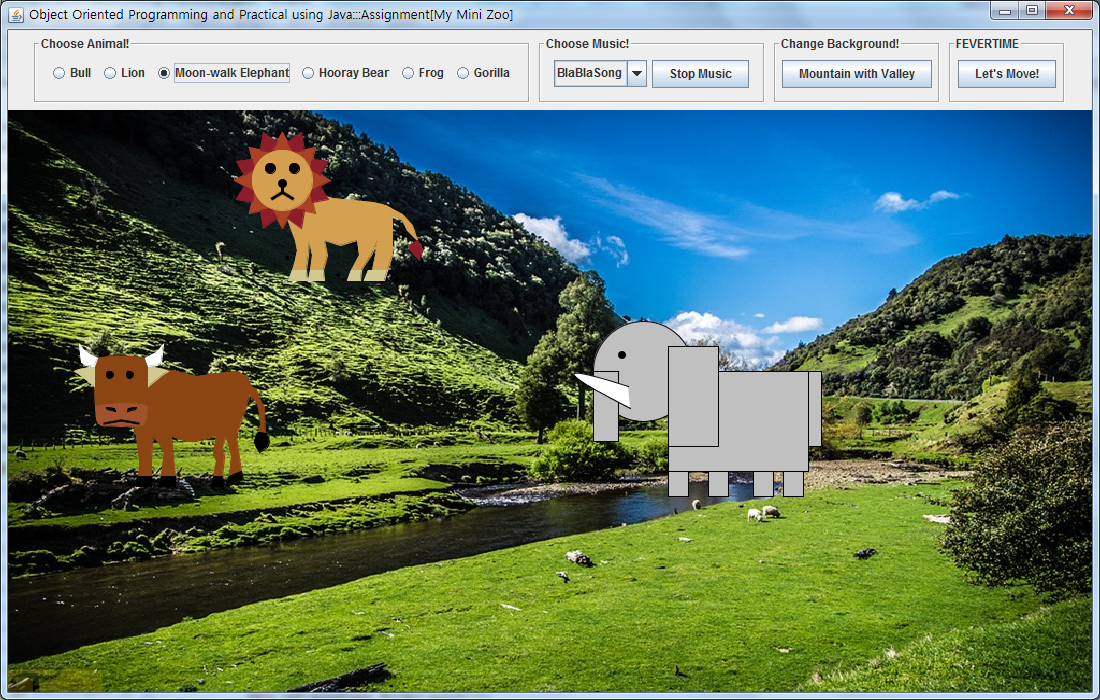 Object Oriented Programming and Practical using Java:::Assignment[My Mini Zoo]
Choose Animal!
Bull Lion Moon-walk Elephant Hooray Bear Frog Gorilla
Choose Music!
BlaBlaSong Stop Music
Change Background!
Mountain with Valley
FEVERTIME
Let's Move!